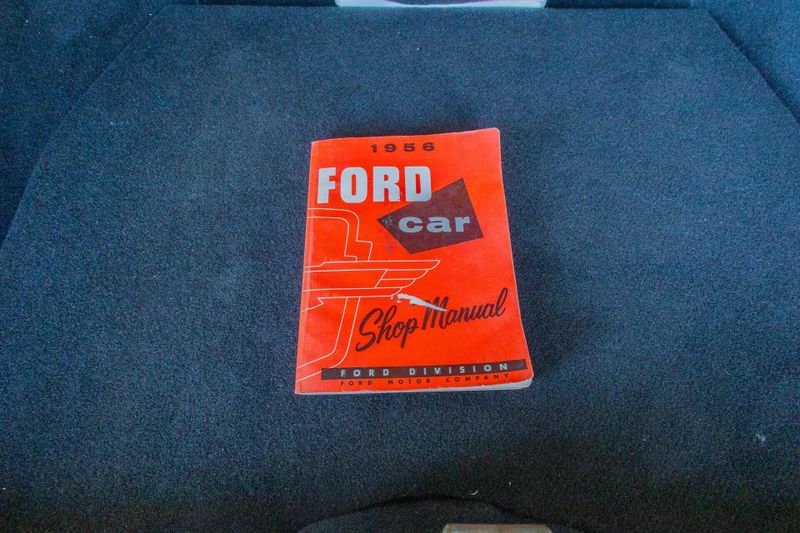 1956
FORD
car
Shop Manual
FORD DIVISION
FORD MOTOR COMPANY